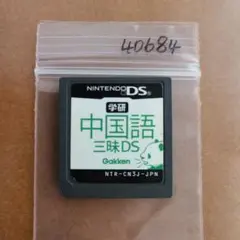 40684
NINTENDO DS
学研
中国語
三昧DS
Gakken
NTR-CN3J-JPN